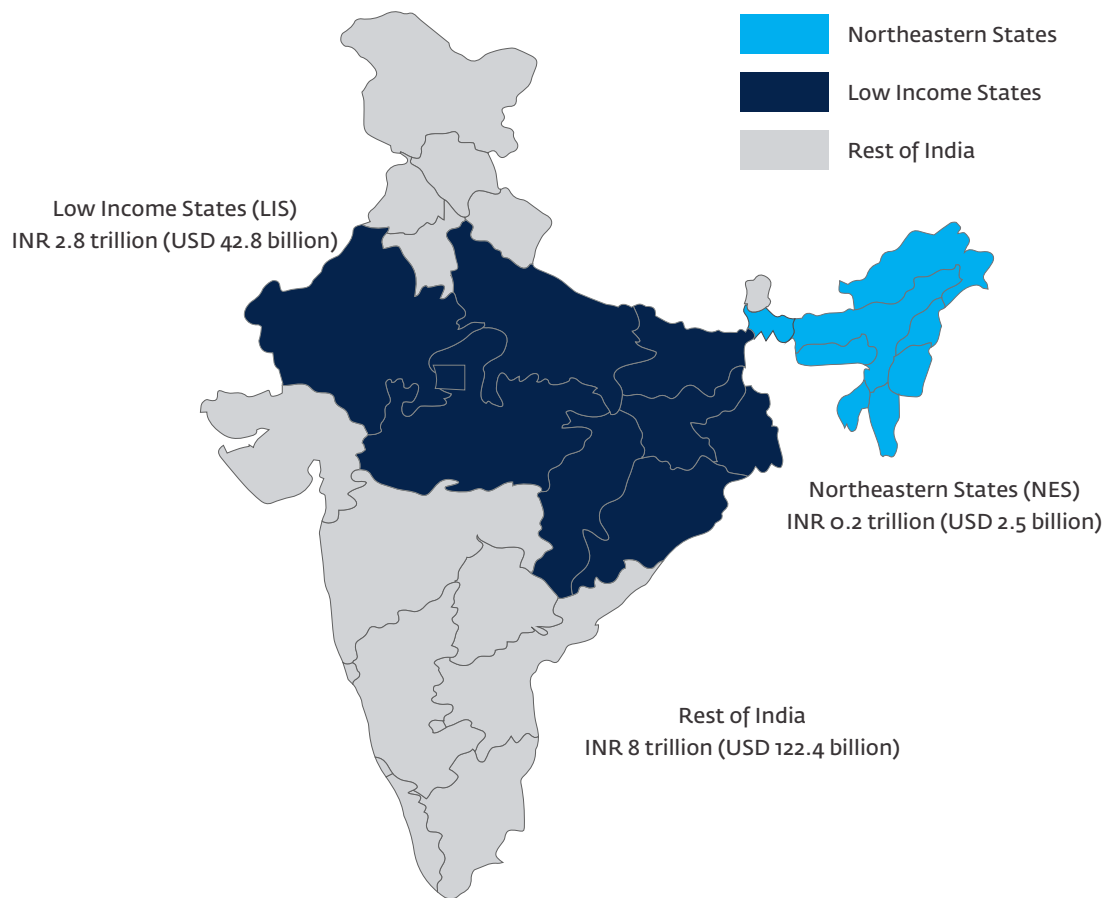 Northeastern States
Low Income States
Rest of India
Low Income States (LIS)
INR 2.8 trillion (USD 42.8 billion)
Northeastern States (NES)
INR 0.2 trillion (USD 2.5 billion)
Rest of India
INR 8 trillion (USD 122.4 billion)